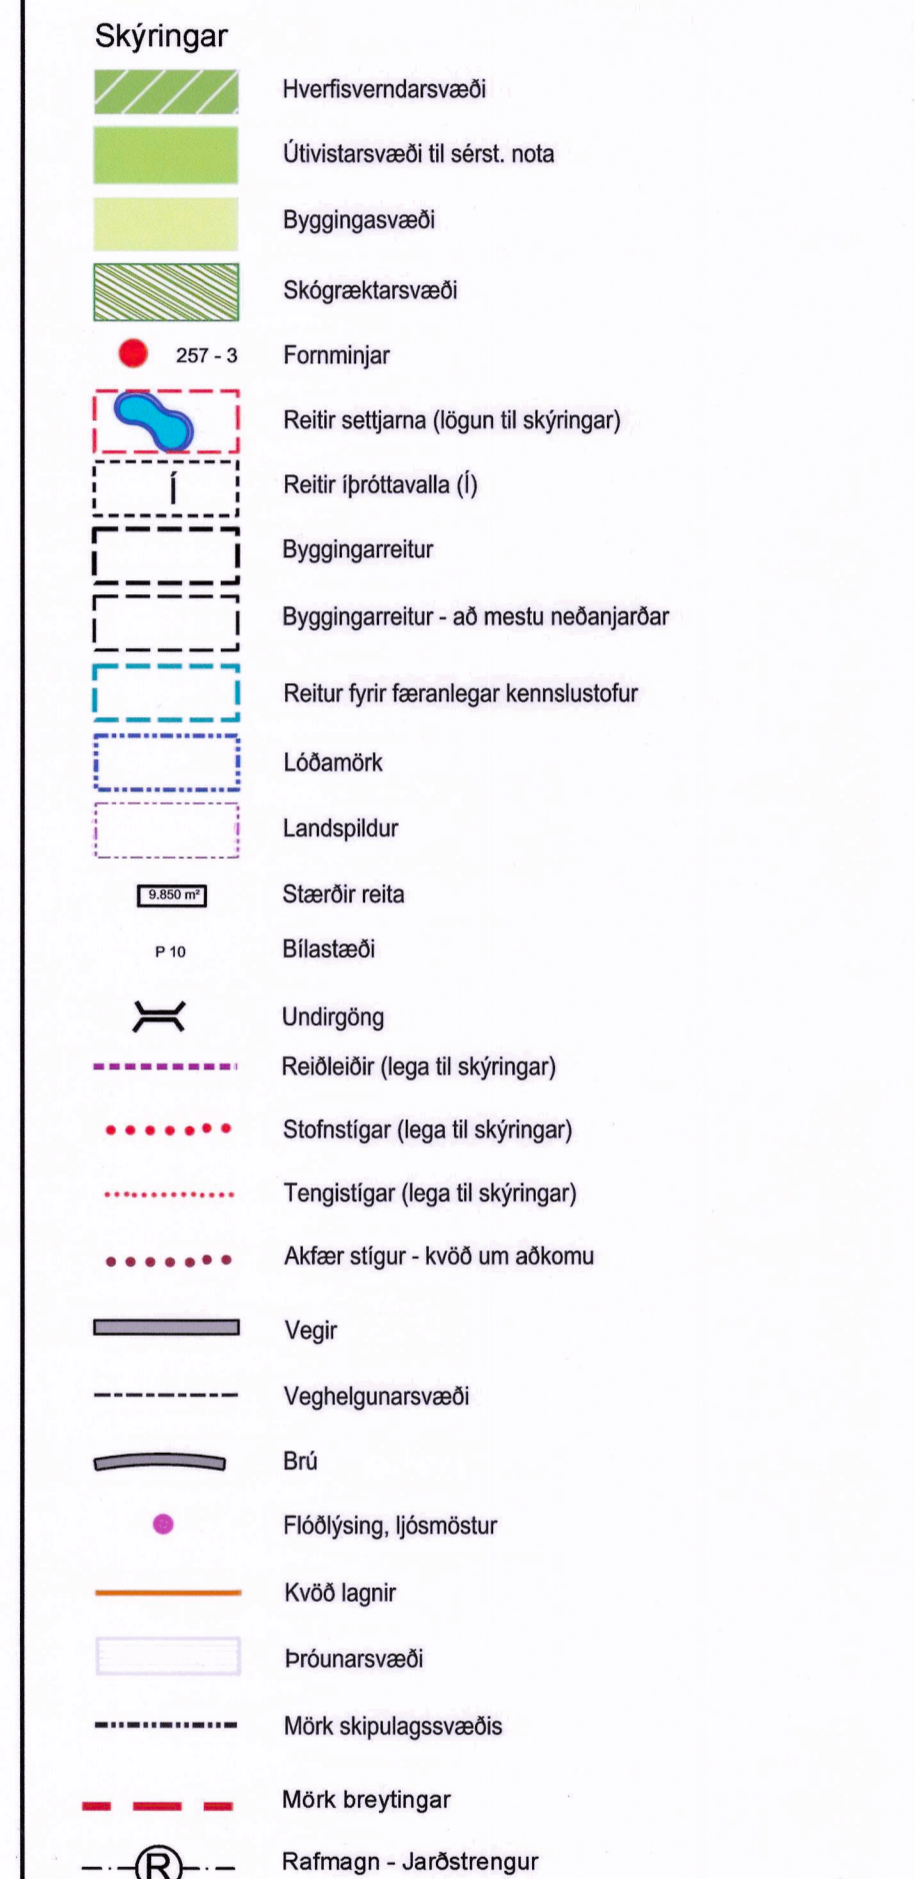 Skýringar
Hverfisverndarsvæði
Útivistarsvæði til sérst. nota
Byggingasvæði
Skógræktarsvæði
257 - 3 Fornminjar
Reitir settjarna (lögun til skýringar)
Í Reitir íþróttavalla (Í)
Byggingarreitur
Byggingarreitur - að mestu neðanjarðar
Reitur fyrir færanlegar kennslustofur
Lóðamörk
Landspildur
9.850 m² Stærðir reita
P 10 Bílastæði
Undirgöng
Reiðleiðir (lega til skýringar)
Stofnstígar (lega til skýringar)
Tengistígar (lega til skýringar)
Akfær stígur - kvöð um aðkomu
Vegir
Veghelgunarsvæði
Brú
Flóðlýsing, ljósmöstur
Kvöð lagnir
Þróunarsvæði
Mörk skipulagssvæðis
Mörk breytingar
R Rafmagn - Jarðstrengur